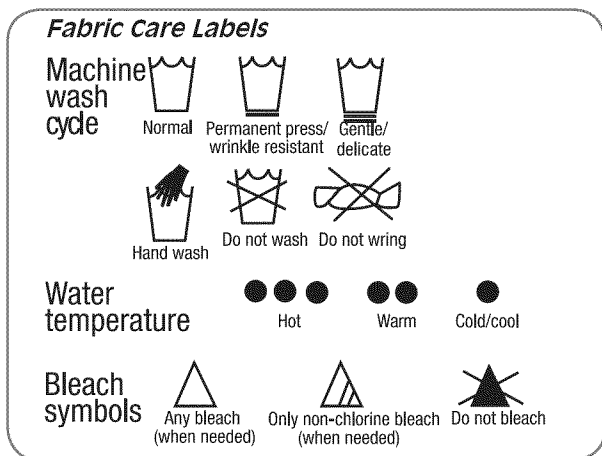 Fabric Care Labels
Machine
wash
cycle
Normal
Permanent press/
wrinkle resistant
Gentle/
delicate
Hand wash
Do not wash
Do not wring
Water
temperature
Hot
Warm
Cold/cool
Bleach
symbols
Any bleach
(when needed)
Only non-chlorine bleach
(when needed)
Do not bleach